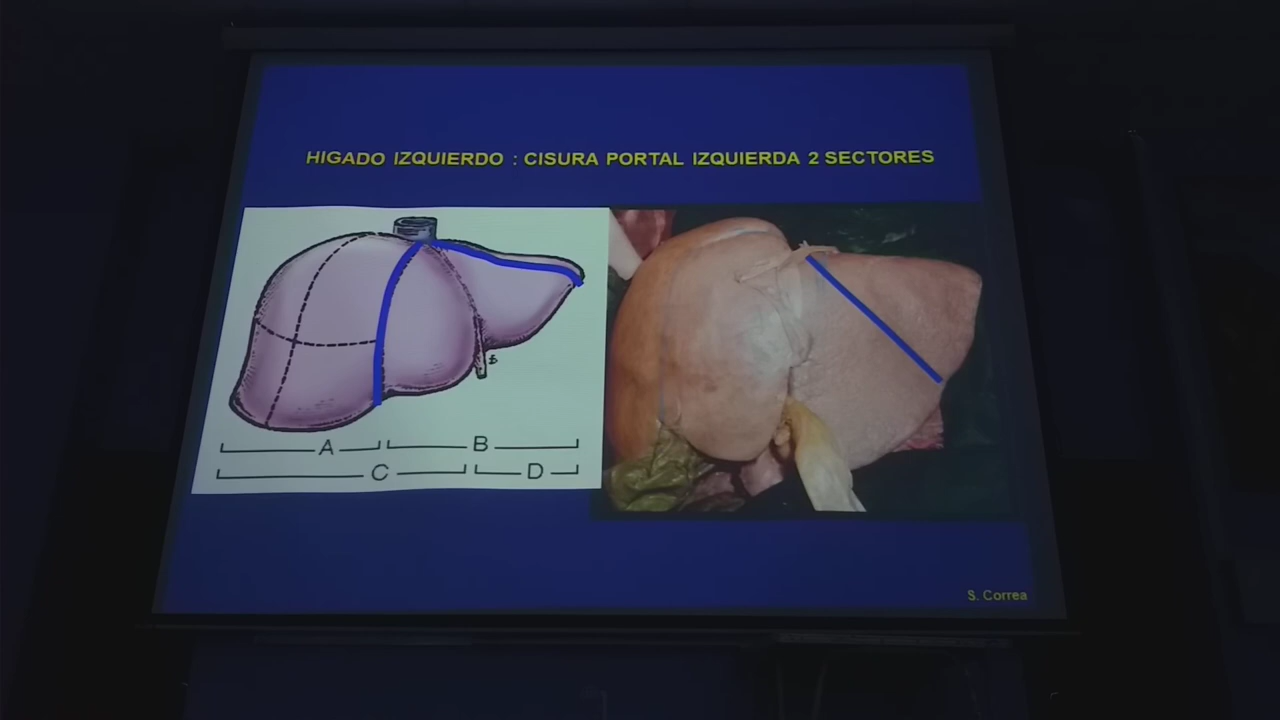 HIGADO IZQUIERDO : CISURA PORTAL IZQUIERDA 2 SECTORES
A
B
C
D
S. Correa